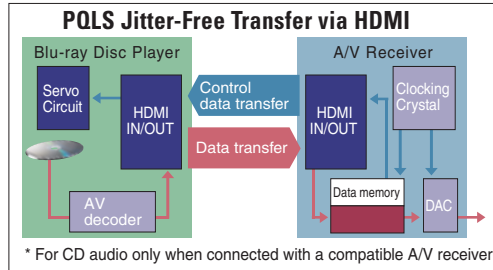 PQLS Jitter-Free Transfer via HDMI
Blu-ray Disc Player
A/V Receiver
Servo
Circuit
HDMI
IN/OUT
AV
decoder
Control
data transfer
Data transfer
HDMI
IN/OUT
Clocking
Crystal
Data memory
DAC
* For CD audio only when connected with a compatible A/V receiver